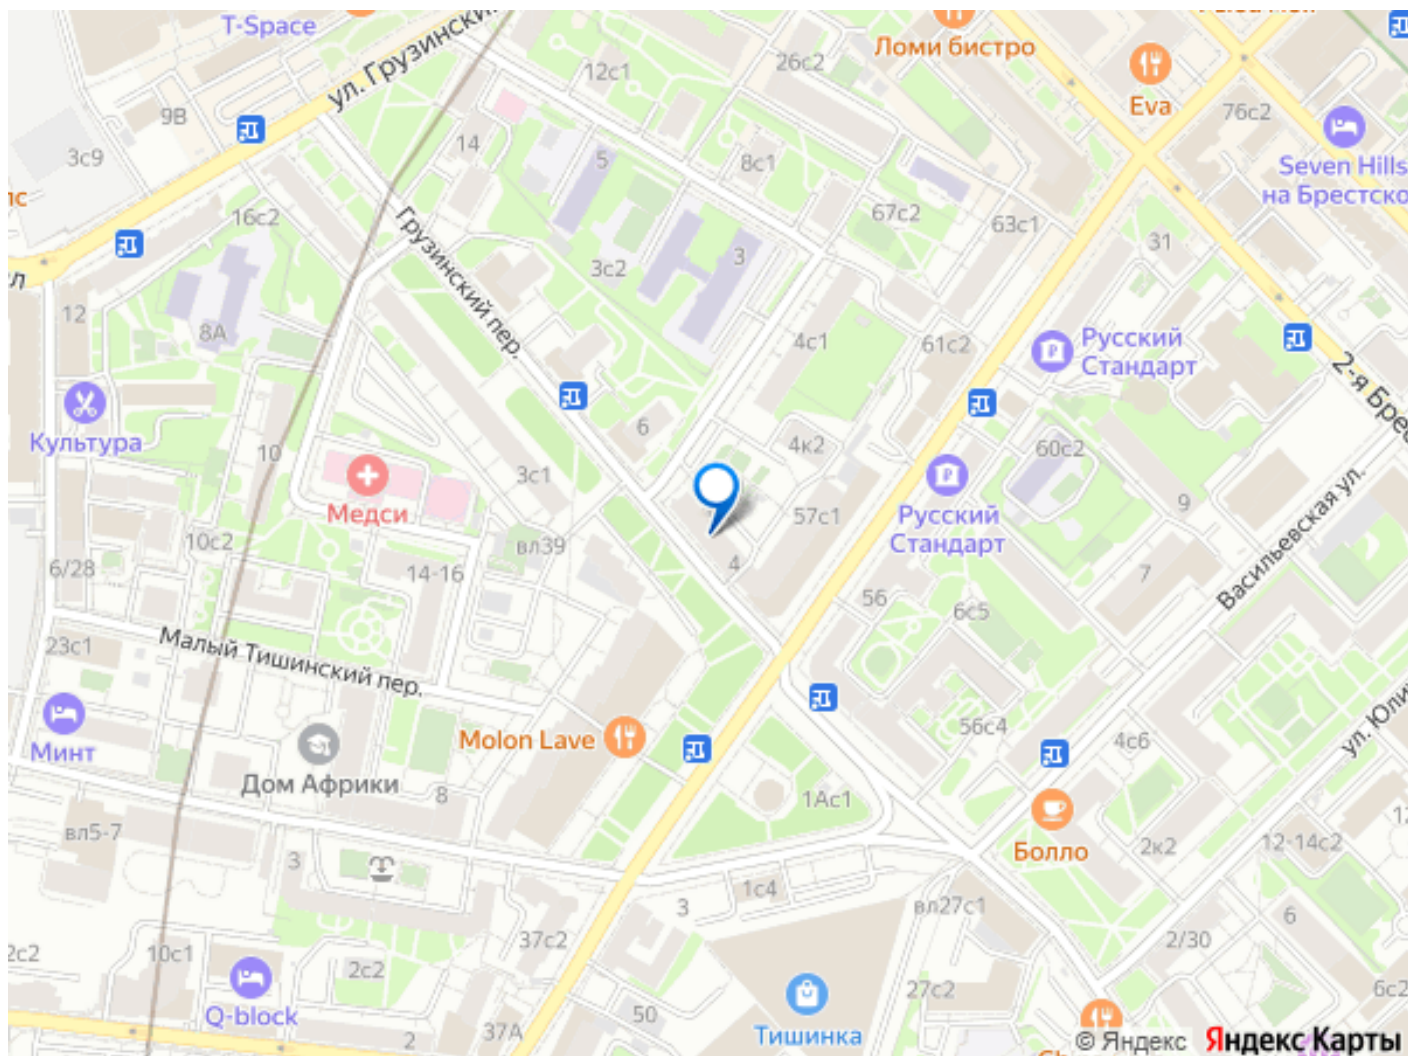 T-Space
ул. Грузинский
Ломи бистро
Eva
76с2
12с1
26с2
9В
3с9
14
5
8с1
Seven Hills
на Брестско
16с2
67с2
63с1
31
3
3с2
Грузинский пер.
12
8А
4с1
61с2
Русский
Стандарт
2-я Брес
Культура
10
6
4к2
60с2
3с1
Медси
57с1
Русский
Стандарт
9
Васильевская ул.
10с2
вл39
6/28
14-16
4
56
6с5
7
23с1
Малый Тишинский пер.
ул. Юли
Минт
Molon Lave
56с4
4с6
Дом Африки
8
1Ас1
вл5-7
3
Болло
2к2
12-14с2
1с4
3
вл27с1
6
37с2
2/30
2с2
10с1
2с2
Q-block
27с2
6с2
50
Тишинка
37А
2
© Яндекс Яндекс Карты